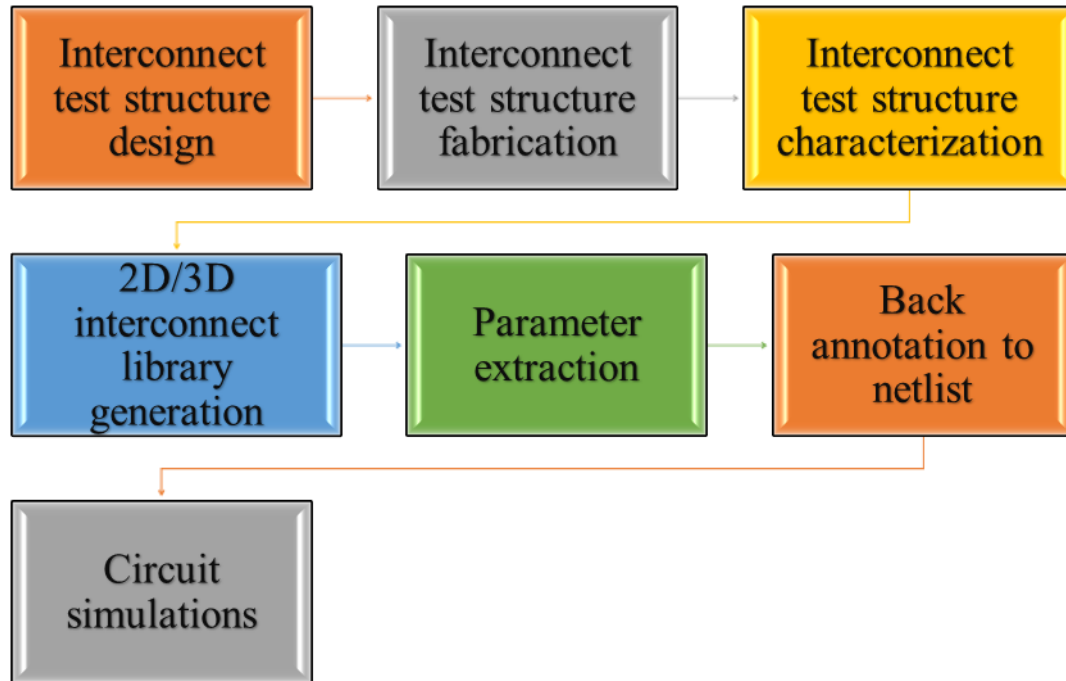 Interconnect
test structure
design
Interconnect
test structure
fabrication
Interconnect
test structure
characterization
2D/3D
interconnect
library
generation
Parameter
extraction
Back
annotation to
netlist
Circuit
simulations